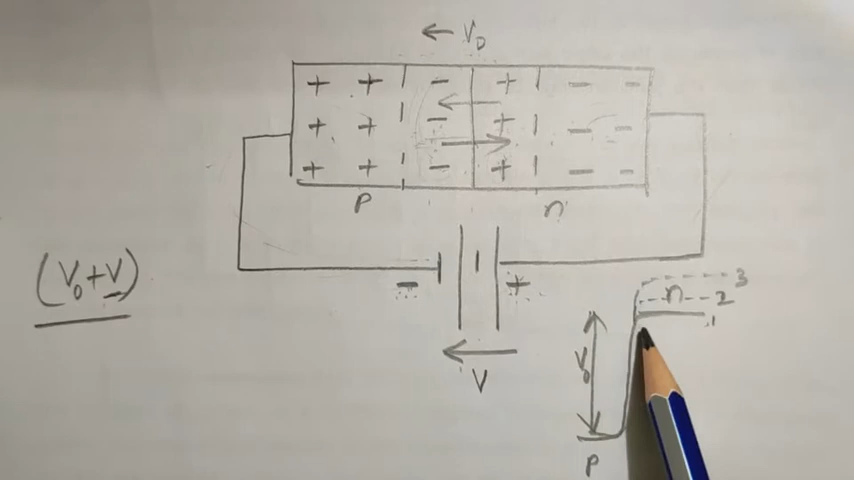 ← V₀
+ + - + - -
+ + - + - -
+ + - + - -
p n
(V₀+V)
- +
V
3
n 2
1
V₀
p